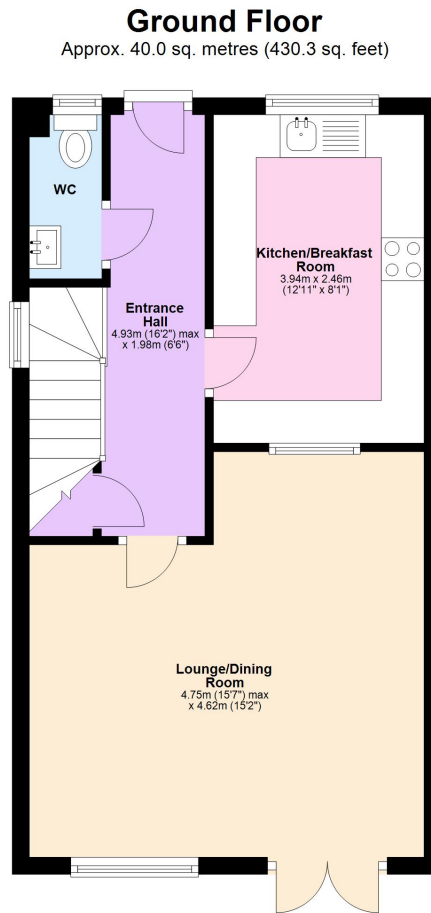 Ground Floor
Approx. 40.0 sq. metres (430.3 sq. feet)
WC
Kitchen/Breakfast
Room
3.94m x 2.46m
(12'11" x 8'1")
Entrance
Hall
4.93m (16'2") max
x 1.98m (6'6")
Lounge/Dining
Room
4.75m (15'7") max
x 4.62m (15'2")